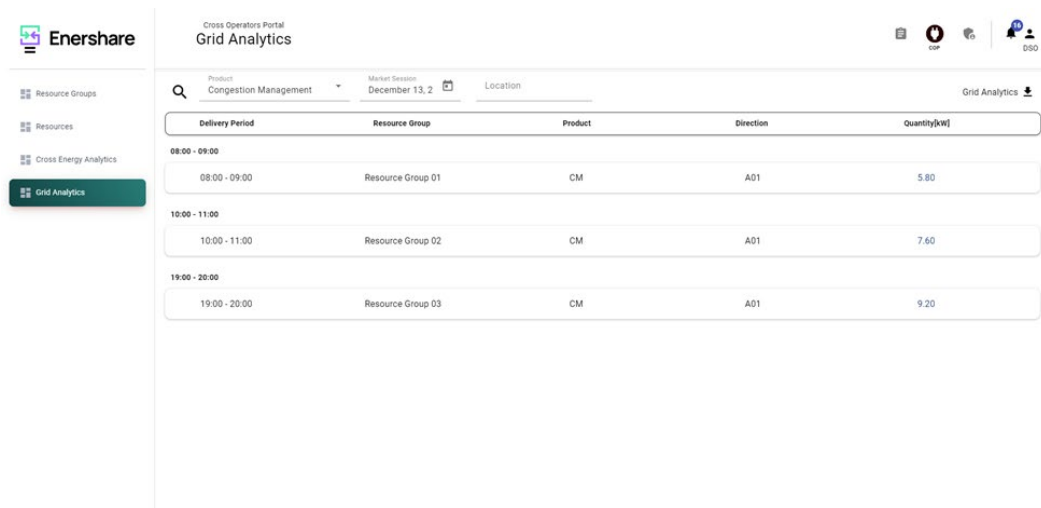 Enershare
Cross Operators Portal
Grid Analytics
COP
16
DSO
Resource Groups
Resources
Cross Energy Analytics
Grid Analytics
Product
Congestion Management
Market Session
December 13, 2
Location
Grid Analytics
Delivery Period Resource Group Product Direction Quantity[kW]
08:00 - 09:00
08:00 - 09:00 Resource Group 01 CM A01 5.80
10:00 - 11:00
10:00 - 11:00 Resource Group 02 CM A01 7.60
19:00 - 20:00
19:00 - 20:00 Resource Group 03 CM A01 9.20